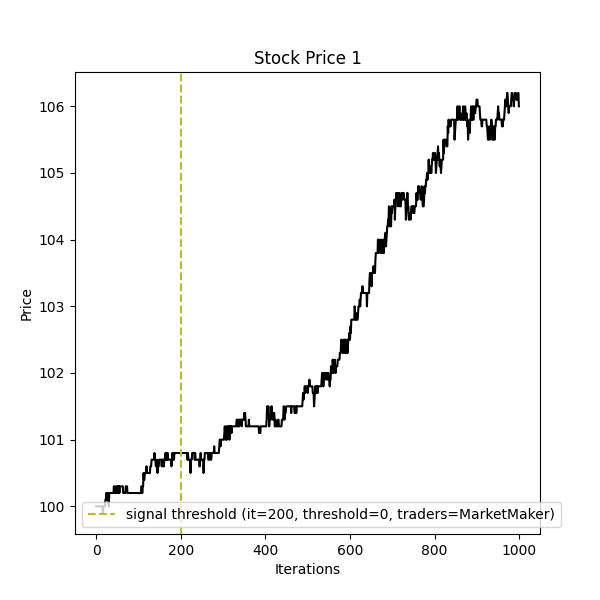 Stock Price 1
106
105
104
103
102
101
100
Price
signal threshold (it=200, threshold=0, traders=MarketMaker)
0 200 400 600 800 1000
Iterations